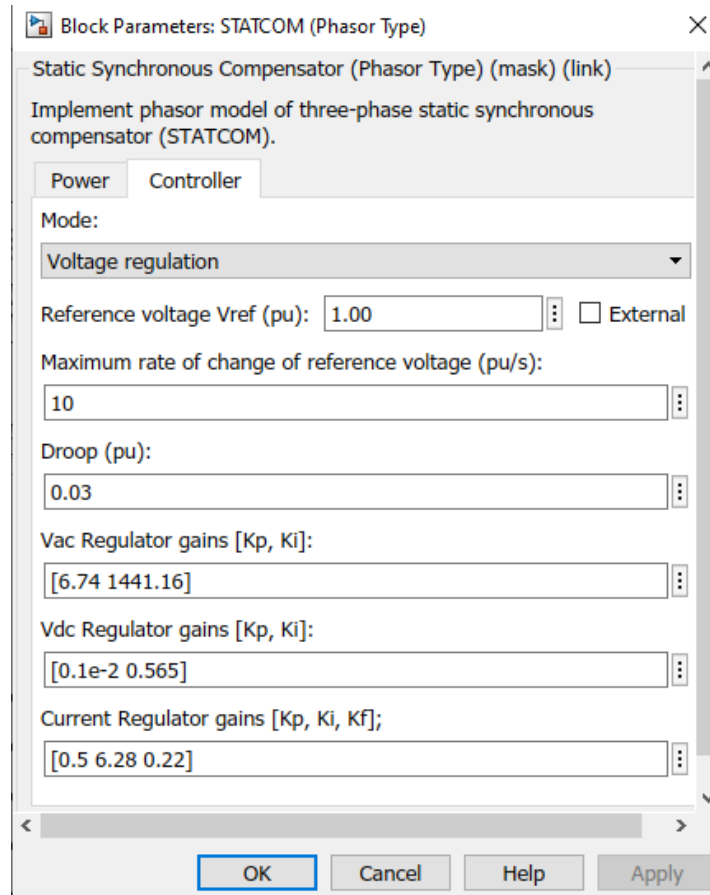 Block Parameters: STATCOM (Phasor Type)
Static Synchronous Compensator (Phasor Type) (mask) (link)
Implement phasor model of three-phase static synchronous
compensator (STATCOM).
Power Controller
Mode:
Voltage regulation
Reference voltage Vref (pu): 1.00 External
Maximum rate of change of reference voltage (pu/s):
10
Droop (pu):
0.03
Vac Regulator gains [Kp, Ki]:
[6.74 1441.16]
Vdc Regulator gains [Kp, Ki]:
[0.1e-2 0.565]
Current Regulator gains [Kp, Ki, Kf];
[0.5 6.28 0.22]
OK Cancel Help Apply